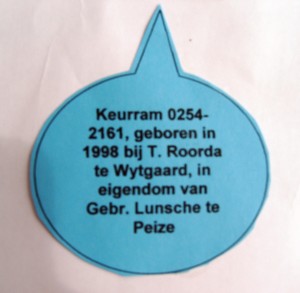 Keurram 0254-
2161, geboren in
1998 bij T. Roorda
te Wytgaard, in
eigendom van
Gebr. Lunsche te
Peize